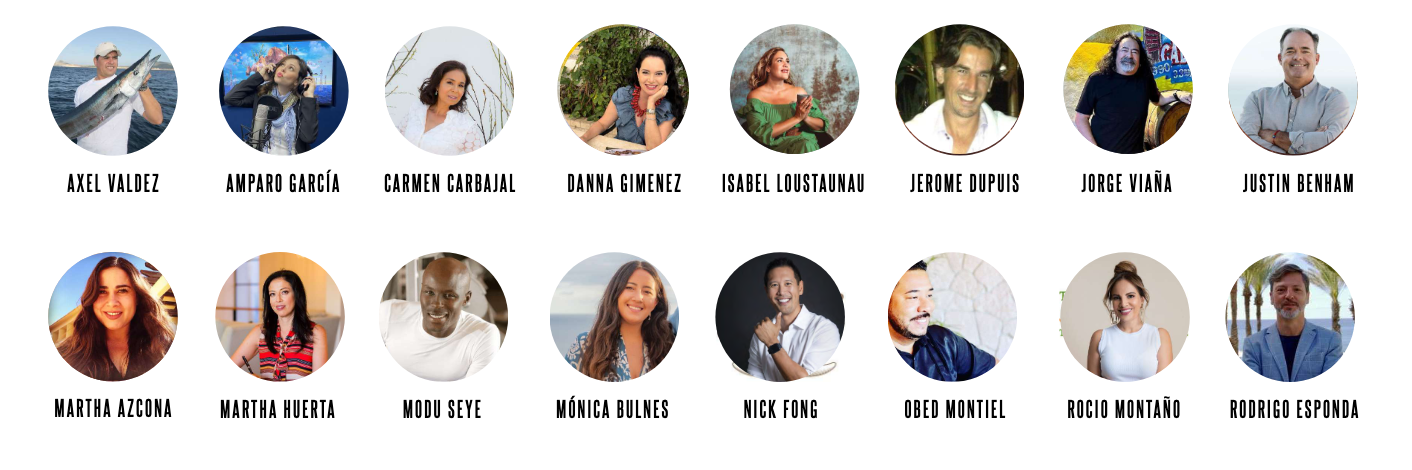 AXEL VALDEZ
AMPARO GARCÍA
CARMEN CARBAJAL
DANNA GIMENEZ
ISABEL LOUSTAUNAU
JEROME DUPUIS
JORGE VIAÑA
JUSTIN BENHAM
MARTHA AZCONA
MARTHA HUERTA
MODU SEYE
MÓNICA BULNES
NICK FONG
OBED MONTIEL
ROCIO MONTAÑO
RODRIGO ESPONDA